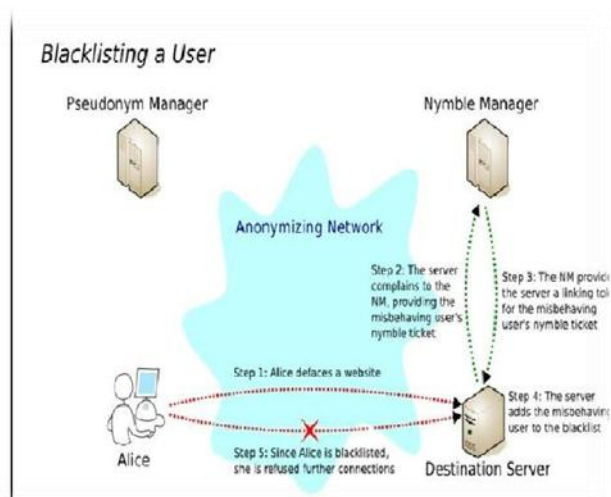 Blacklisting a User
Pseudonym Manager
Nymble Manager
Anonymizing Network
Step 2: The server
complains to the
NM, providing the
misbehaving user's
nymble ticket
Step 3: The NM provid
the server a linking tok
for the misbehaving
user's nymble ticket
Step 1: Alice defaces a website
Step 4: The server
adds the misbehaving
user to the blacklist
Step 5: Since Alice is blacklisted,
she is refused further connections
Alice
Destination Server